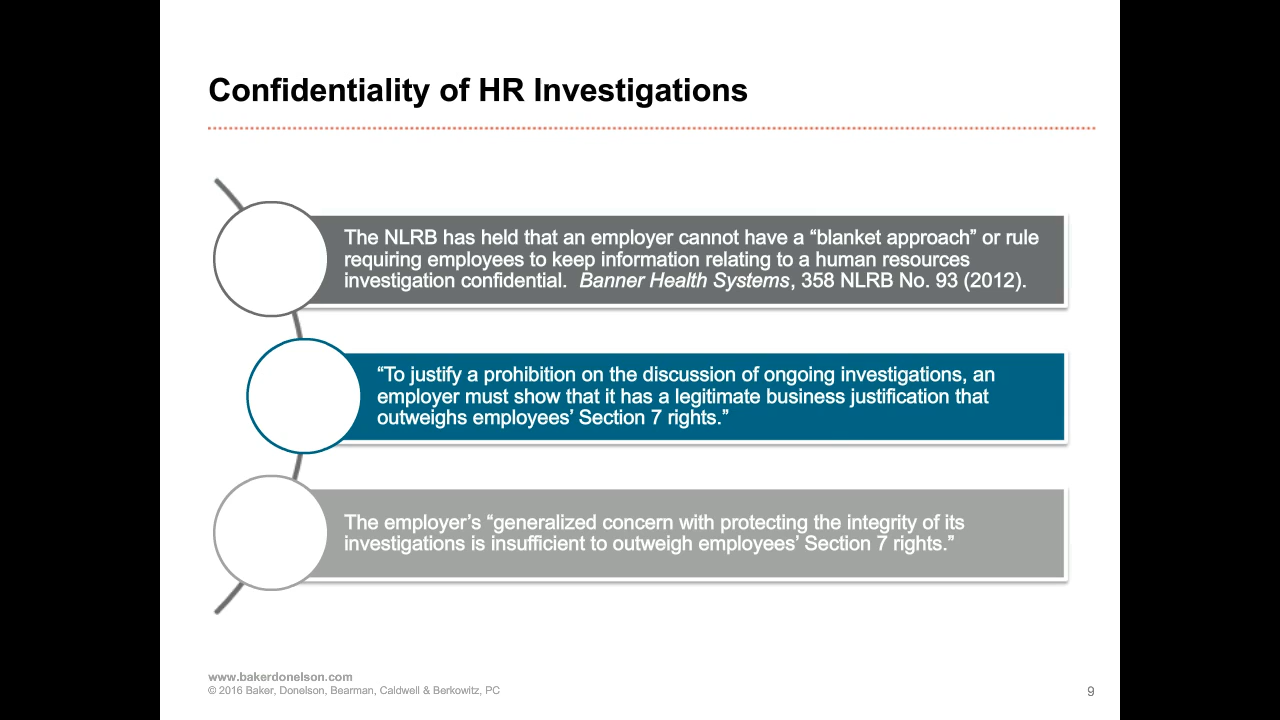 Confidentiality of HR Investigations
The NLRB has held that an employer cannot have a “blanket approach” or rule
requiring employees to keep information relating to a human resources
investigation confidential.  Banner Health Systems, 358 NLRB No. 93 (2012).
“To justify a prohibition on the discussion of ongoing investigations, an
employer must show that it has a legitimate business justification that
outweighs employees’ Section 7 rights.”
The employer’s “generalized concern with protecting the integrity of its
investigations is insufficient to outweigh employees’ Section 7 rights.”
www.bakerdonelson.com
© 2016 Baker, Donelson, Bearman, Caldwell & Berkowitz, PC
9